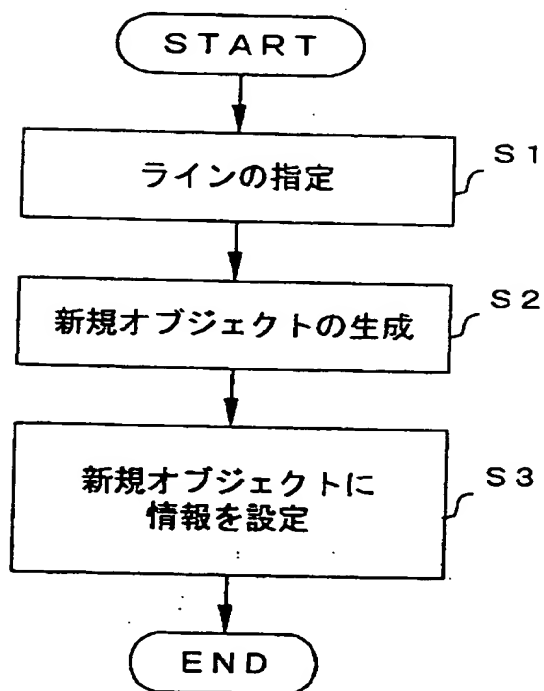 START
ラインの指定
S1
新規オブジェクトの生成
S2
新規オブジェクトに
情報を設定
S3
END